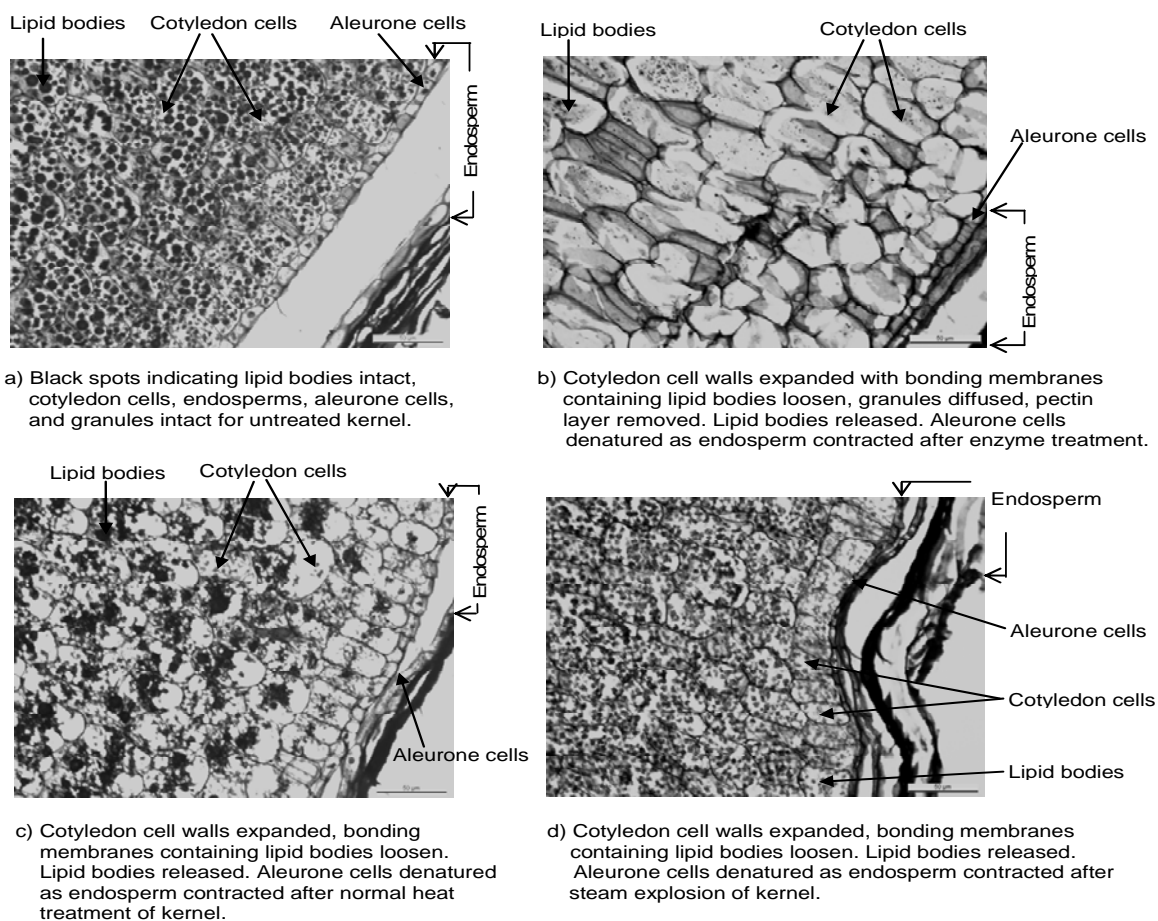 Lipid bodies Cotyledon cells Aleurone cells
Endosperm
a) Black spots indicating lipid bodies intact,
cotyledon cells, endosperms, aleurone cells,
and granules intact for untreated kernel.
Lipid bodies
Cotyledon cells
Aleurone cells
Endosperm
50 µm
b) Cotyledon cell walls expanded with bonding membranes
containing lipid bodies loosen, granules diffused, pectin
layer removed. Lipid bodies released. Aleurone cells
denatured as endosperm contracted after enzyme treatment.
Lipid bodies Cotyledon cells
Endosperm
Aleurone cells
50 µm
c) Cotyledon cell walls expanded, bonding
membranes containing lipid bodies loosen.
Lipid bodies released. Aleurone cells denatured
as endosperm contracted after normal heat
treatment of kernel.
Endosperm
Aleurone cells
Cotyledon cells
Lipid bodies
d) Cotyledon cell walls expanded, bonding membranes
containing lipid bodies loosen. Lipid bodies released.
Aleurone cells denatured as endosperm contracted after
steam explosion of kernel.